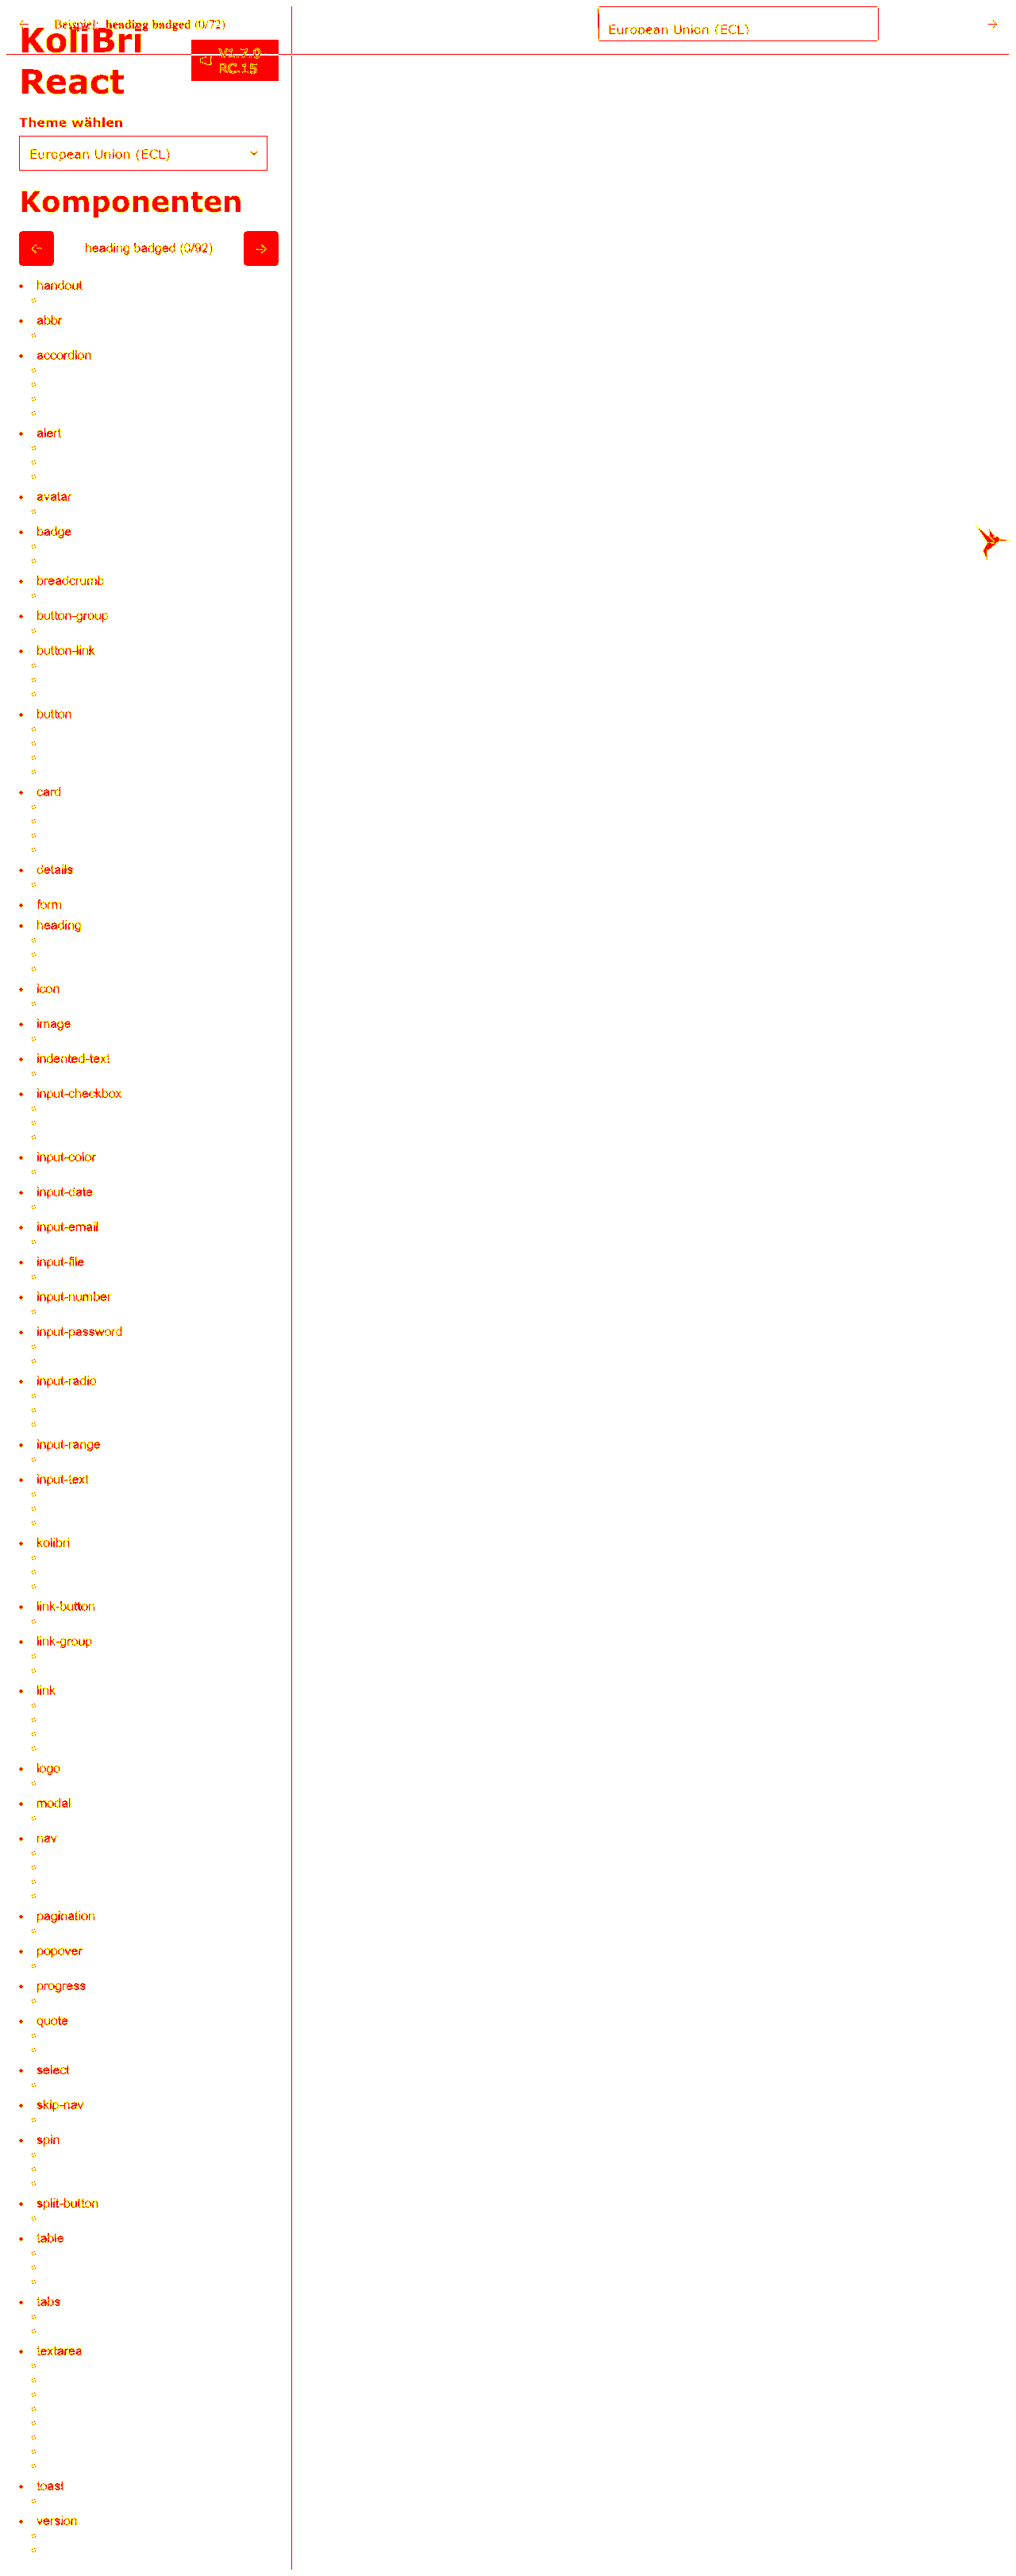 Beispiel: heading badged (0/72)
European Union (ECL)
KoliBri
React
V1.7.0
RC.15
Theme wählen
European Union (ECL)
Komponenten
heading badged (0/92)
handout
abbr
accordion
alert
avatar
badge
breadcrumb
button-group
button-link
button
card
details
form
heading
icon
image
indented-text
input-checkbox
input-color
input-date
input-email
input-file
input-number
input-password
input-radio
input-range
input-text
kolibri
link-button
link-group
link
logo
modal
nav
pagination
popover
progress
quote
select
skip-nav
spin
split-button
table
tabs
textarea
toast
version